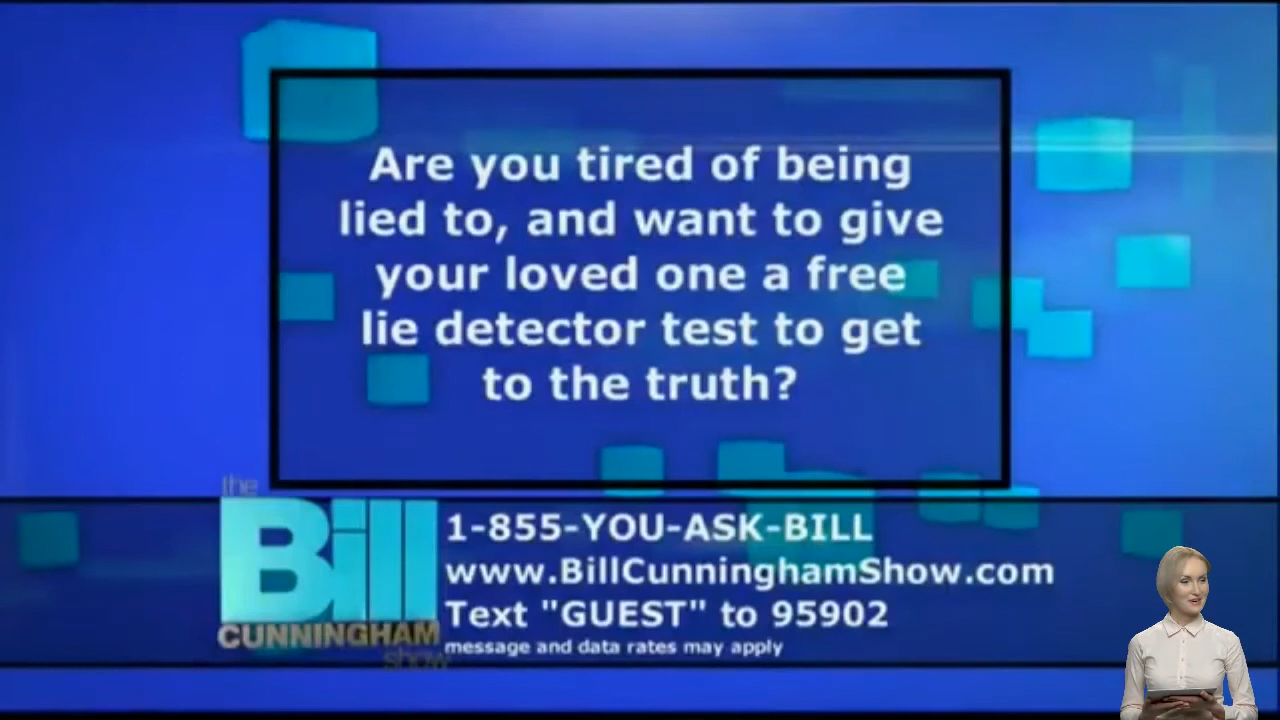 Are you tired of being
lied to, and want to give
your loved one a free
lie detector test to get
to the truth?
the
Bill
CUNNINGHAM
show
1-855-YOU-ASK-BILL
www.BillCunninghamShow.com
Text "GUEST" to 95902
message and data rates may apply